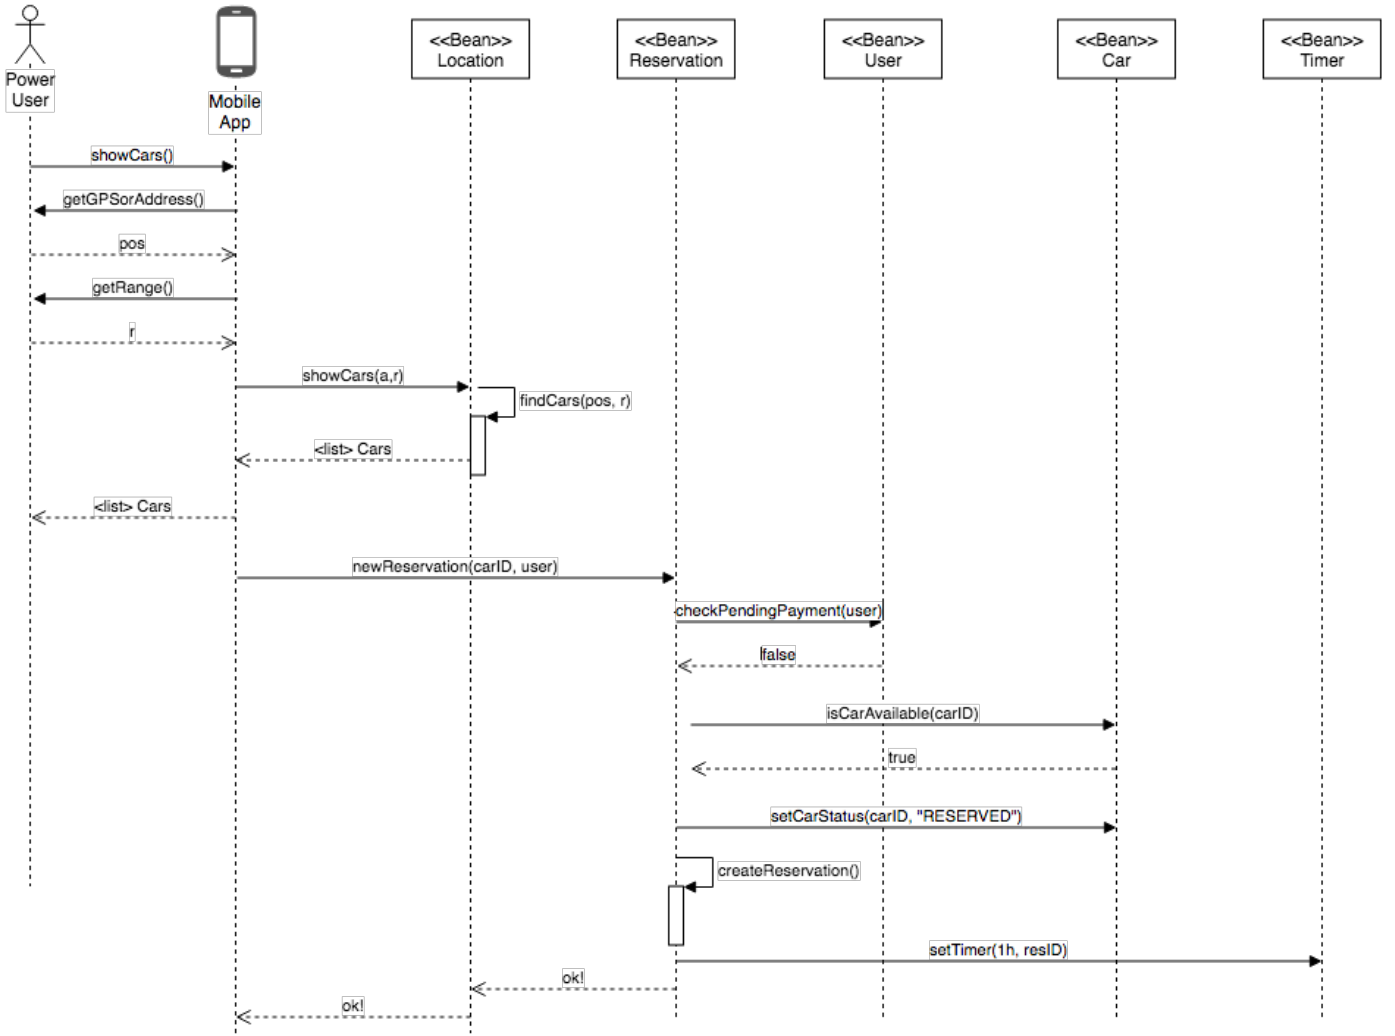 Power
User
Mobile
App
<<Bean>>
Location
<<Bean>>
Reservation
<<Bean>>
User
<<Bean>>
Car
<<Bean>>
Timer
showCars()
getGPSorAddress()
pos
getRange()
r
showCars(a,r)
findCars(pos, r)
<list> Cars
<list> Cars
newReservation(carID, user)
checkPendingPayment(user)
false
isCarAvailable(carID)
true
setCarStatus(carID, "RESERVED")
createReservation()
setTimer(1h, resID)
ok!
ok!